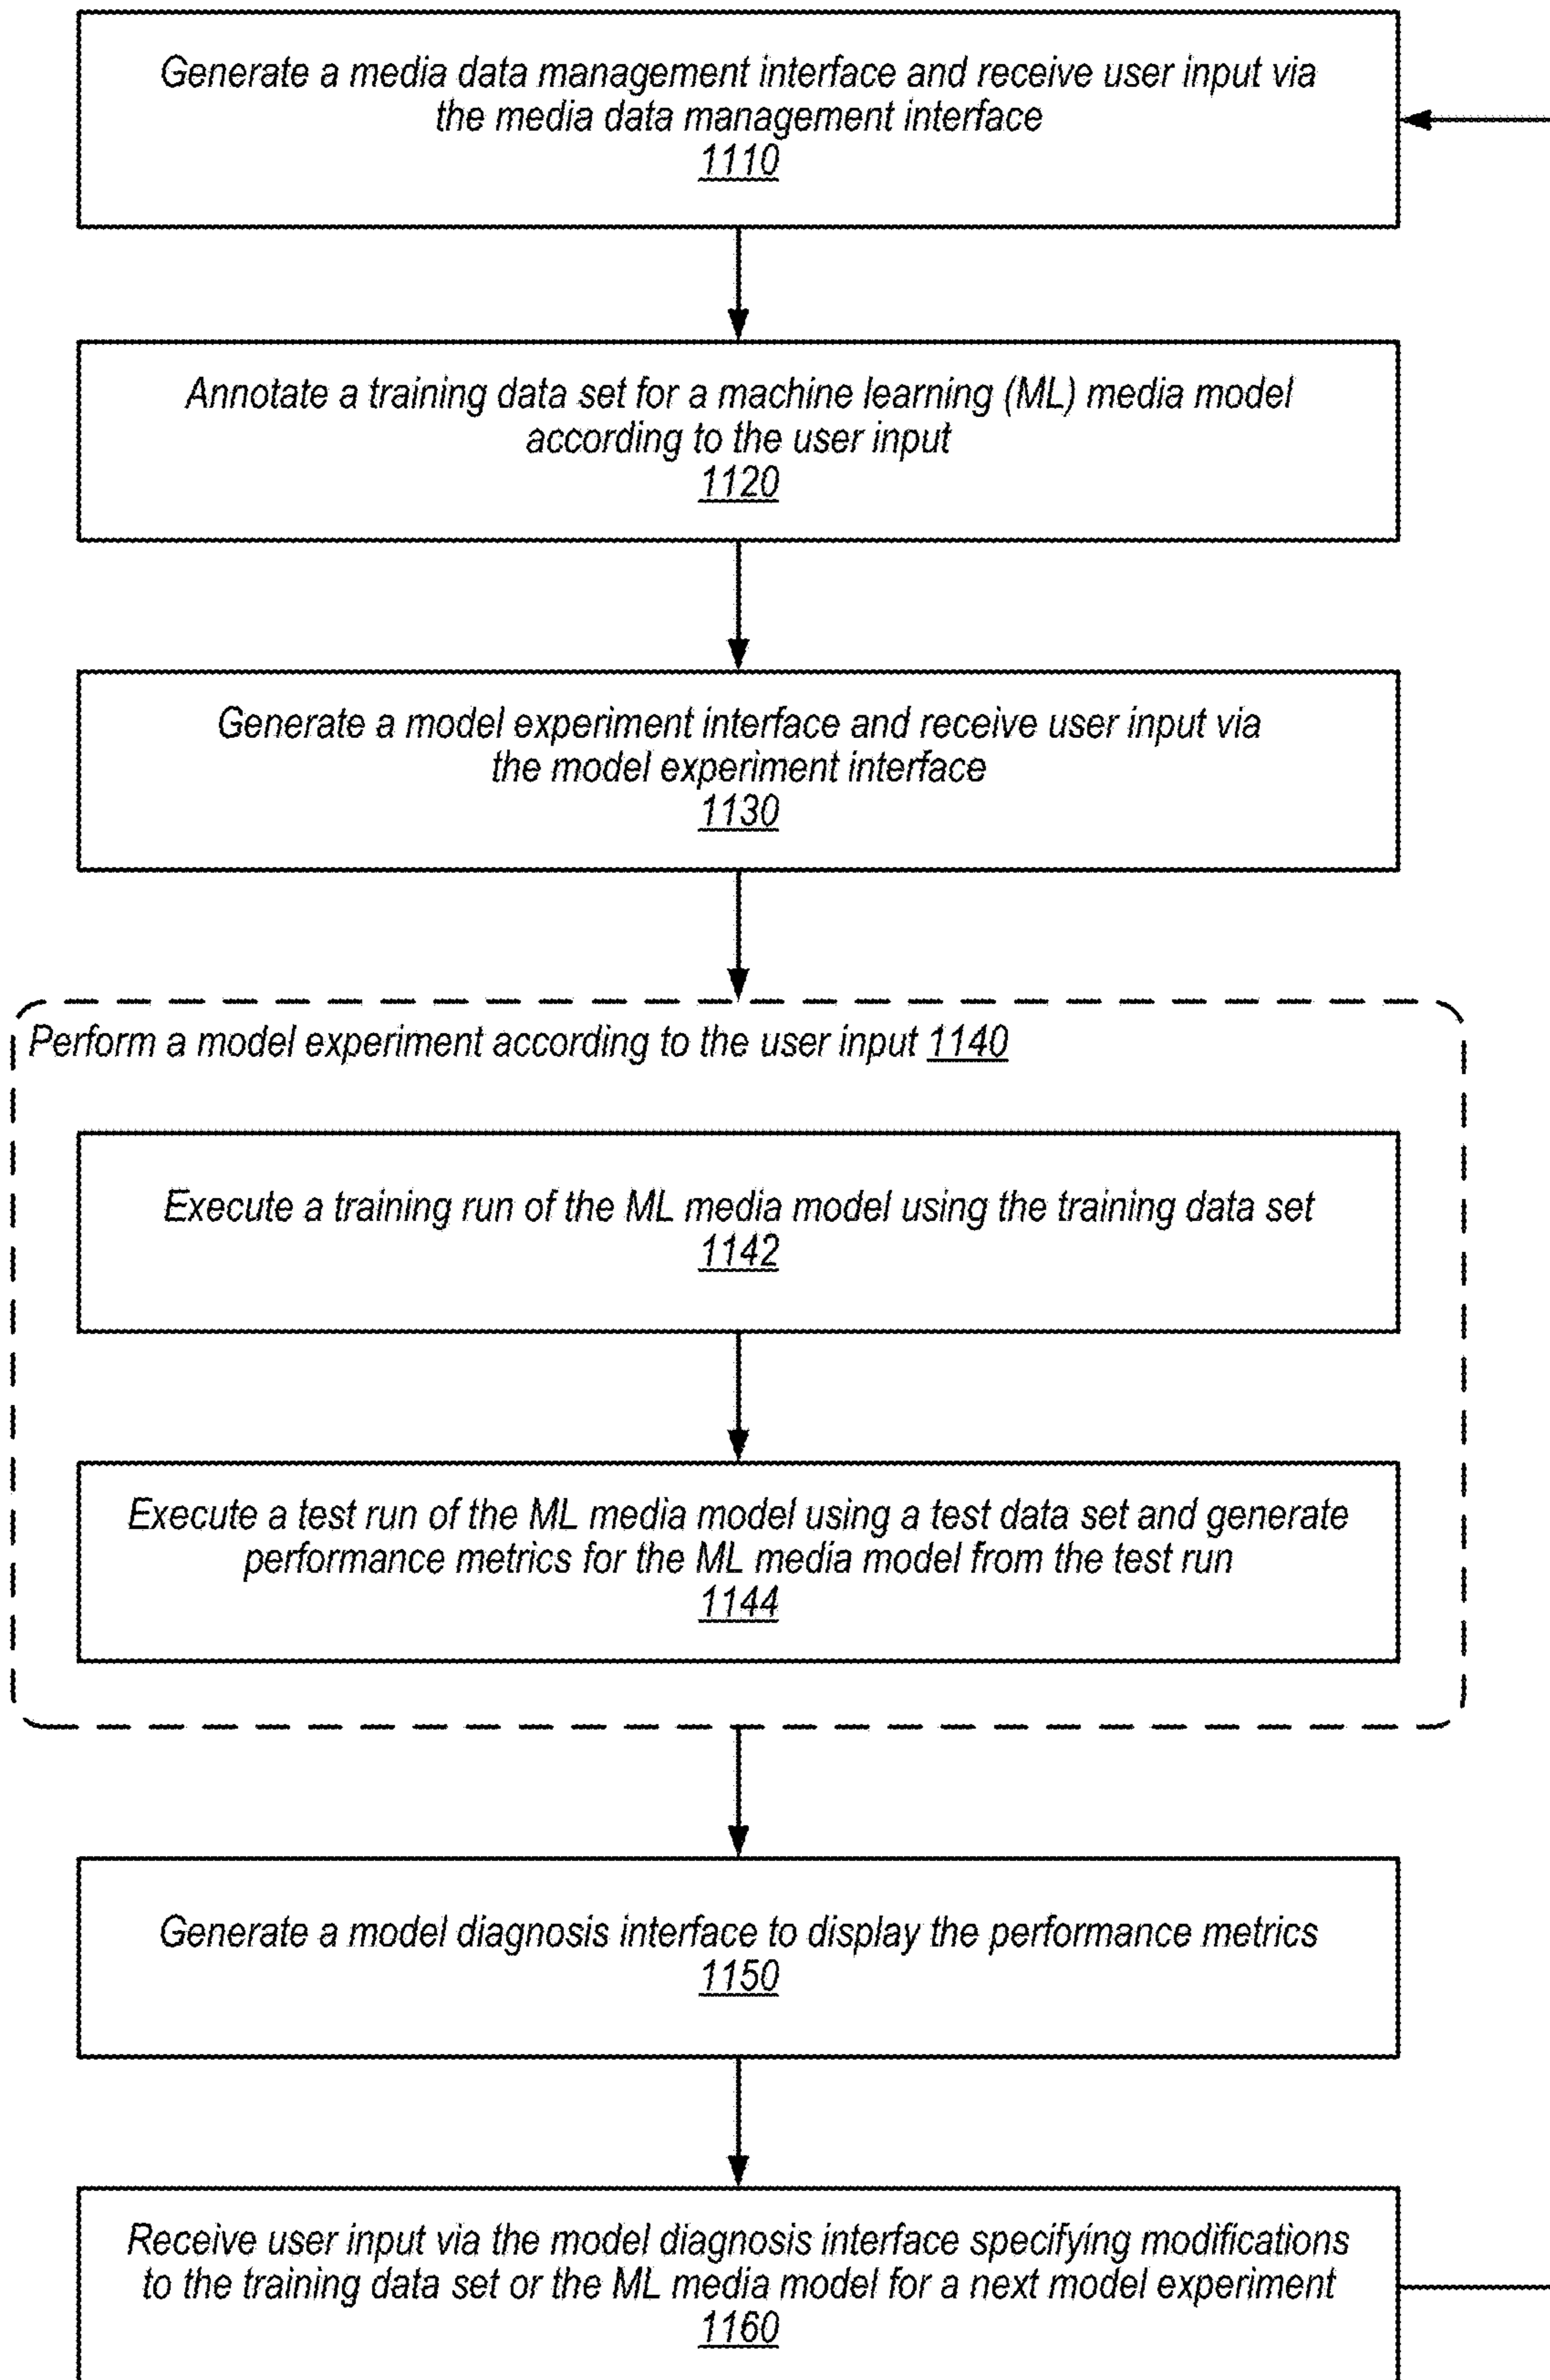 Generate a media data management interface and receive user input via
the media data management interface
1110
Annotate a training data set for a machine learning (ML) media model
according to the user input
1120
Generate a model experiment interface and receive user input via
the model experiment interface
1130
Perform a model experiment according to the user input 1140
Execute a training run of the ML media model using the training data set
1142
Execute a test run of the ML media model using a test data set and generate
performance metrics for the ML media model from the test run
1144
Generate a model diagnosis interface to display the performance metrics
1150
Receive user input via the model diagnosis interface specifying modifications
to the training data set or the ML media model for a next model experiment
1160